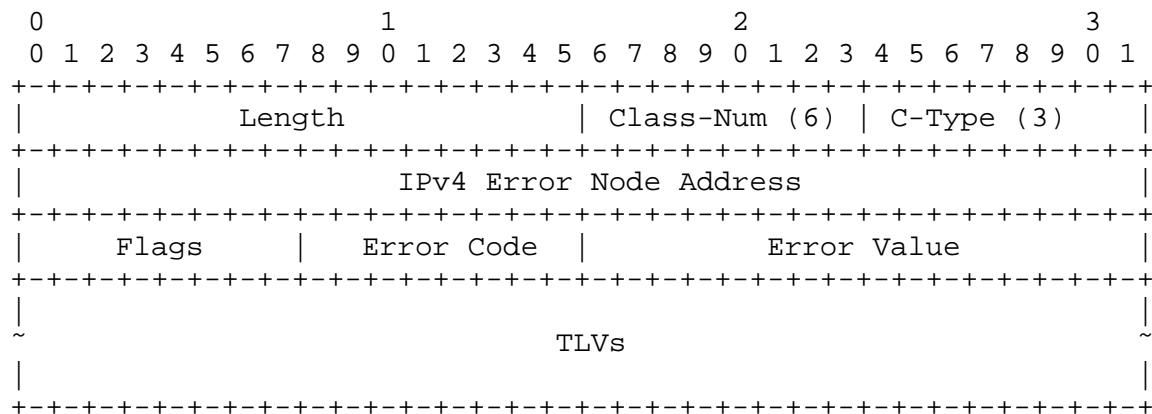 0                   1                   2                   3
 0 1 2 3 4 5 6 7 8 9 0 1 2 3 4 5 6 7 8 9 0 1 2 3 4 5 6 7 8 9 0 1
+-+-+-+-+-+-+-+-+-+-+-+-+-+-+-+-+-+-+-+-+-+-+-+-+-+-+-+-+-+-+-+-+
|            Length             | Class-Num (6) | C-Type (3)    |
+-+-+-+-+-+-+-+-+-+-+-+-+-+-+-+-+-+-+-+-+-+-+-+-+-+-+-+-+-+-+-+-+
|                     IPv4 Error Node Address                   |
+-+-+-+-+-+-+-+-+-+-+-+-+-+-+-+-+-+-+-+-+-+-+-+-+-+-+-+-+-+-+-+-+
|     Flags     |   Error Code  |          Error Value          |
+-+-+-+-+-+-+-+-+-+-+-+-+-+-+-+-+-+-+-+-+-+-+-+-+-+-+-+-+-+-+-+-+
|                                                               |
~                              TLVs                             ~
|                                                               |
+-+-+-+-+-+-+-+-+-+-+-+-+-+-+-+-+-+-+-+-+-+-+-+-+-+-+-+-+-+-+-+-+